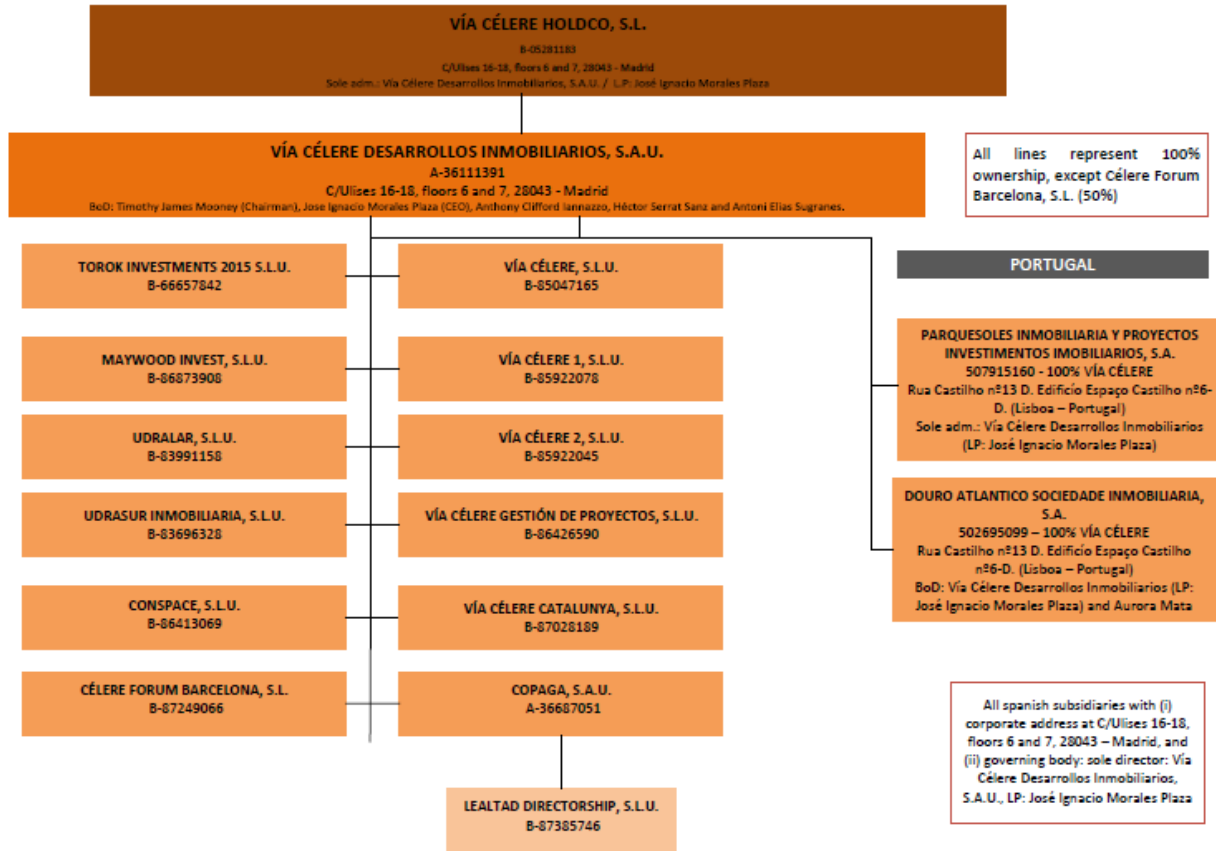 VÍA CÉLERE HOLDCO, S.L.
B-05281183
C/Ulises 16-18, floors 6 and 7, 28043 - Madrid
Sole adm.: Vía Célere Desarrollos Inmobiliarios, S.A.U. / L.P: José Ignacio Morales Plaza
VÍA CÉLERE DESARROLLOS INMOBILIARIOS, S.A.U.
A-36111391
C/Ulises 16-18, floors 6 and 7, 28043 - Madrid
BoD: Timothy James Mooney (Chairman), Jose Ignacio Morales Plaza (CEO), Anthony Clifford Iannazzo, Héctor Serrat Sanz and Antoni Elias Sugranes.
All lines represent 100%
ownership, except Célere Forum
Barcelona, S.L. (50%)
TOROK INVESTMENTS 2015 S.L.U.
B-66657842
VÍA CÉLERE, S.L.U.
B-85047165
MAYWOOD INVEST, S.L.U.
B-86873908
VÍA CÉLERE 1, S.L.U.
B-85922078
UDRALAR, S.L.U.
B-83991158
VÍA CÉLERE 2, S.L.U.
B-85922045
UDRASUR INMOBILIARIA, S.L.U.
B-83696328
VÍA CÉLERE GESTIÓN DE PROYECTOS, S.L.U.
B-86426590
CONSPACE, S.L.U.
B-86413069
VÍA CÉLERE CATALUNYA, S.L.U.
B-87028189
CÉLERE FORUM BARCELONA, S.L.
B-87249066
COPAGA, S.A.U.
A-36687051
LEALTAD DIRECTORSHIP, S.L.U.
B-87385746
PORTUGAL
PARQUESOLES INMOBILIARIA Y PROYECTOS
INVESTIMENTOS IMOBILIARIOS, S.A.
507915160 - 100% VÍA CÉLERE
Rua Castilho nº13 D. Edificío Espaço Castilho nº6-
D. (Lisboa – Portugal)
Sole adm.: Vía Célere Desarrollos Inmobiliarios
(LP: José Ignacio Morales Plaza)
DOURO ATLANTICO SOCIEDADE INMOBILIARIA,
S.A.
502695099 – 100% VÍA CÉLERE
Rua Castilho nº13 D. Edificío Espaço Castilho
nº6-D. (Lisboa – Portugal)
BoD: Vía Célere Desarrollos Inmobiliarios (LP:
José Ignacio Morales Plaza) and Aurora Mata
All spanish subsidiaries with (i)
corporate address at C/Ulises 16-18,
floors 6 and 7, 28043 – Madrid, and
(ii) governing body: sole director: Vía
Célere Desarrollos Inmobiliarios,
S.A.U., LP: José Ignacio Morales Plaza